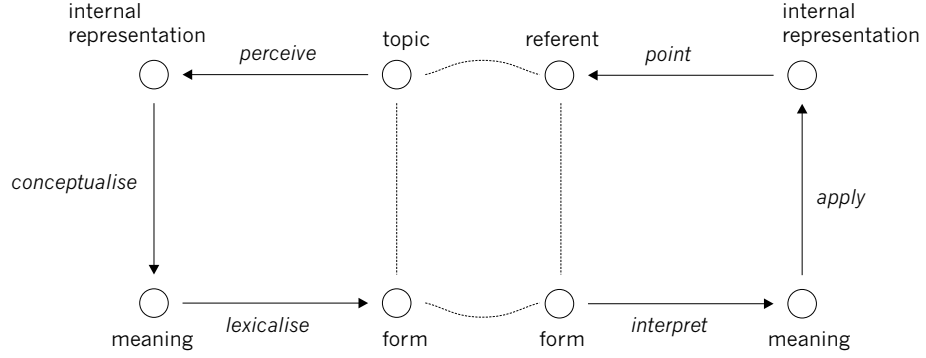 internal
representation
topic
referent
internal
representation
perceive
point
conceptualise
apply
lexicalise
interpret
meaning
form
form
meaning